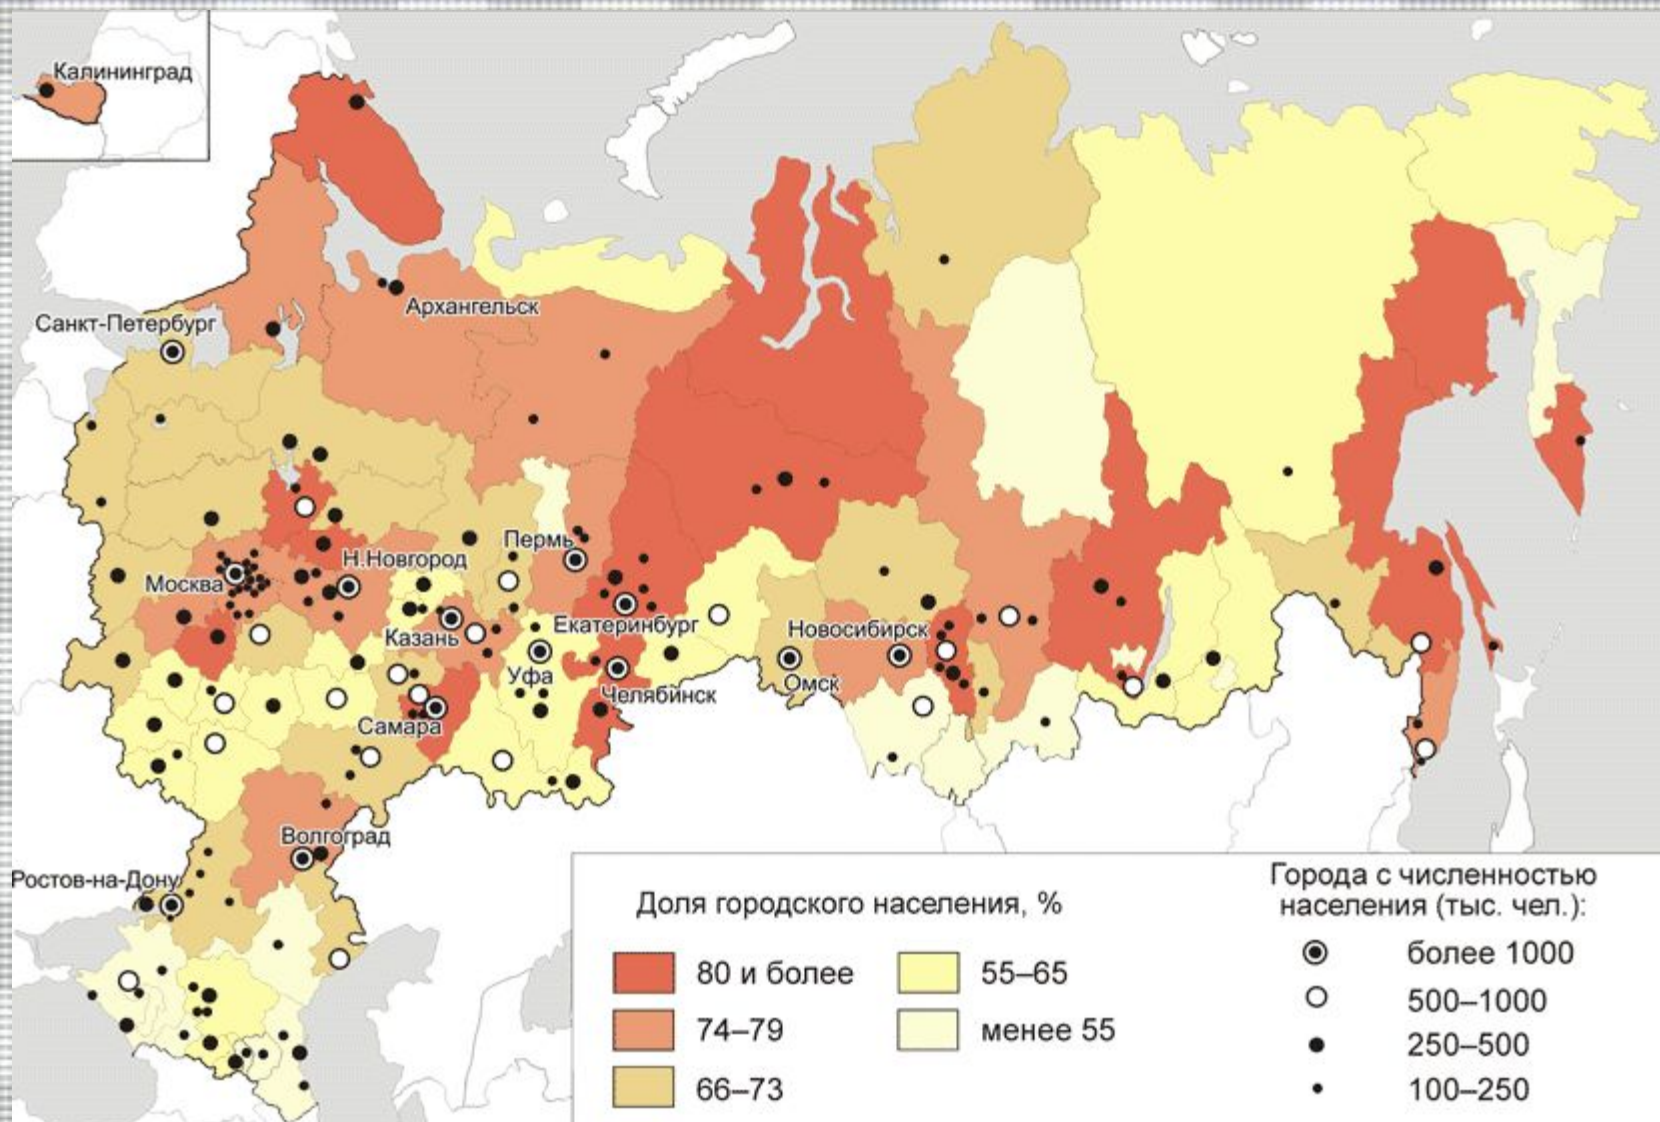 Калининград
Архангельск
Санкт-Петербург
Пермь
Н.Новгород
Москва
Казань
Екатеринбург
Новосибирск
Уфа
Челябинск
Омск
Самара
Волгоград
Ростов-на-Дону
Доля городского населения, %
80 и более
74–79
66–73
55–65
менее 55
Города с численностью
населения (тыс. чел.):
более 1000
500–1000
250–500
100–250